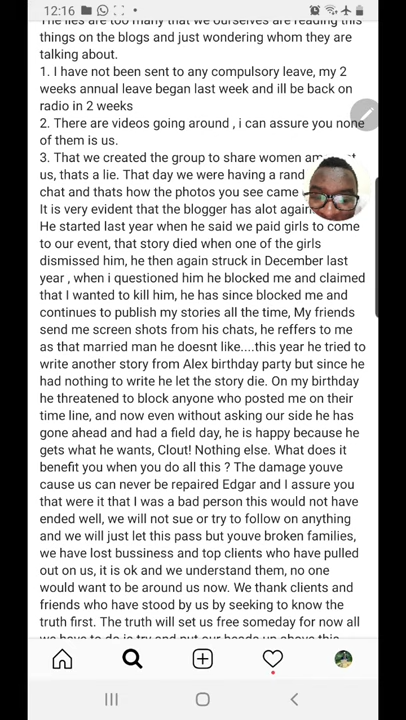 12:16
The lies are too many that we ourselves are reading this
things on the blogs and just wondering whom they are
talking about.
1. I have not been sent to any compulsory leave, my 2
weeks annual leave began last week and ill be back on
radio in 2 weeks
2. There are videos going around , i can assure you none
of them is us.
3. That we created the group to share women
us, thats a lie. That day we were having a
chat and thats how the photos you see came
It is very evident that the blogger has alot
He started last year when he said we paid girls to come
to our event, that story died when one of the girls
dismissed him, he then again struck in December last
year , when i questioned him he blocked me and claimed
that I wanted to kill him, he has since blocked me and
continues to publish my stories all the time, My friends
send me screen shots from his chats, he reffers to me
as that married man he doesnt like....this year he tried to
write another story from Alex birthday party but since he
had nothing to write he let the story die. On my birthday
he threatened to block anyone who posted me on their
time line, and now even without asking our side he has
gone ahead and had a field day, he is happy because he
gets what he wants, Clout! Nothing else. What does it
benefit you when you do all this ? The damage youve
cause us can never be repaired Edgar and I assure you
that were it that I was a bad person this would not have
ended well, we will not sue or try to follow on anything
and we will just let this pass but youve broken families,
we have lost bussiness and top clients who have pulled
out on us, it is ok and we understand them, no one
would want to be around us now. We thank clients and
friends who have stood by us by seeking to know the
truth first. The truth will set us free someday for now all
we have to do is try and put our heads up above this